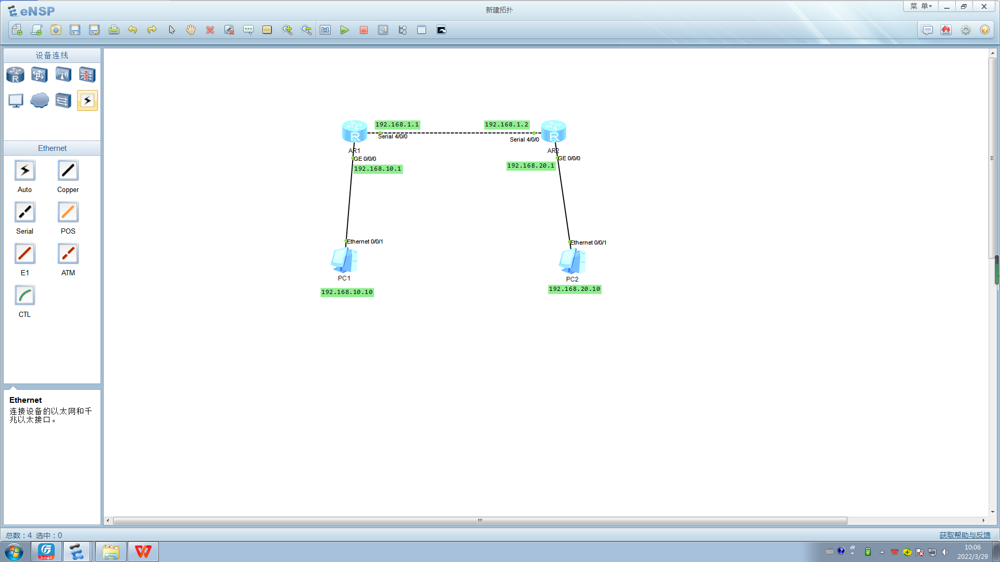 eNSP
新建拓扑
菜 单
1:1
设备连线
R
Ethernet
Auto
Copper
Serial
POS
E1
ATM
CTL
Ethernet
连接设备的以太网和千
兆以太接口。
192.168.1.1
192.168.1.2
R
R
Serial 4/0/0
Serial 4/0/0
AR1
AR2
GE 0/0/0
GE 0/0/0
192.168.10.1
192.168.20.1
Ethernet 0/0/1
Ethernet 0/0/1
PC1
PC2
192.168.10.10
192.168.20.10
总数：4 选中：0
获取帮助与反馈
10:06
2022/3/29